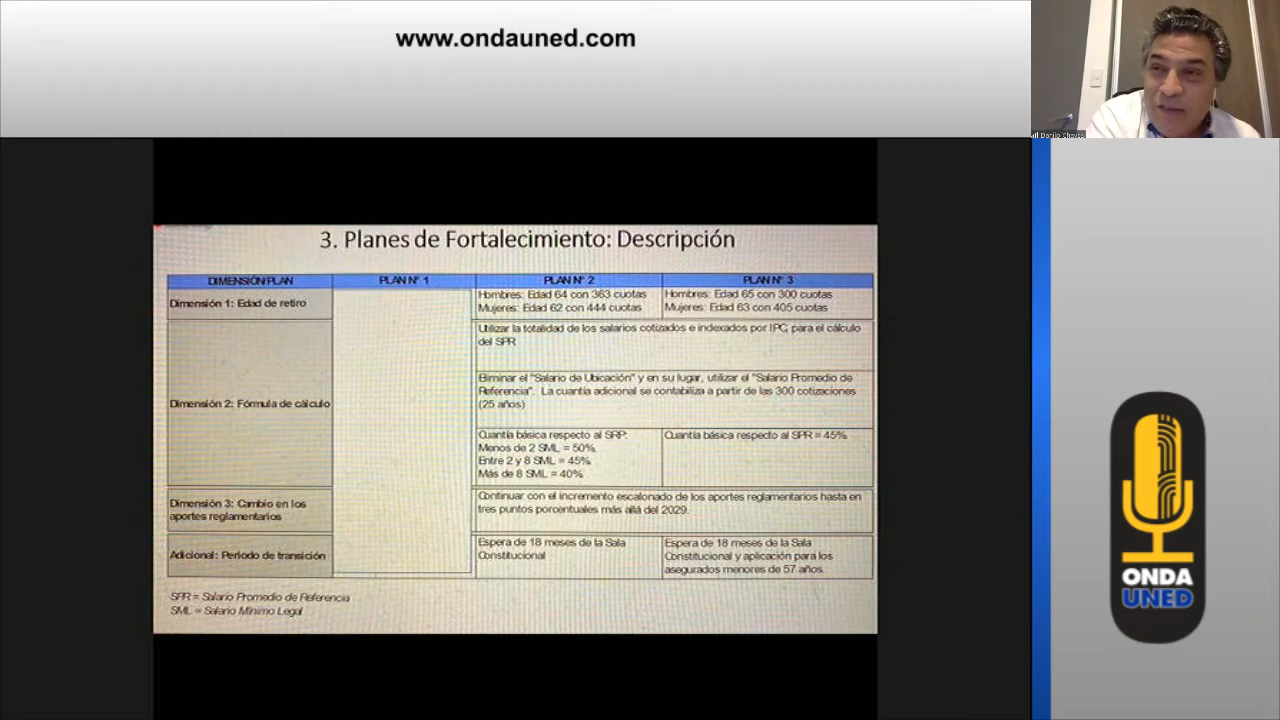 www.ondauned.com
3. Planes de Fortalecimiento: Descripción
DIMENSIÓN/PLAN
PLAN N° 1
PLAN N° 2
PLAN N° 3
Dimensión 1: Edad de retiro
Hombres: Edad 64 con 363 cuotas
Mujeres: Edad 62 con 444 cuotas
Hombres: Edad 65 con 300 cuotas
Mujeres: Edad 63 con 405 cuotas
Dimensión 2: Fórmula de cálculo
Utilizar la totalidad de los salarios cotizados e indexados por IPC, para el cálculo
del SPR
Eliminar el "Salario de Ubicación" y en su lugar, utilizar el "Salario Promedio de
Referencia". La cuantía adicional se contabiliza a partir de las 300 cotizaciones
(25 años)
Cuantía básica respecto al SRP:
Menos de 2 SML = 50%
Entre 2 y 8 SML = 45%
Más de 8 SML = 40%
Cuantía básica respecto al SPR = 45%
Dimensión 3: Cambio en los
aportes reglamentarios
Continuar con el incremento escalonado de los aportes reglamentarios hasta en
tres puntos porcentuales más allá del 2029.
Adicional: Periodo de transición
Espera de 18 meses de la Sala
Constitucional
Espera de 18 meses de la Sala
Constitucional y aplicación para los
asegurados menores de 57 años.
SPR = Salario Promedio de Referencia
SML = Salario Mínimo Legal
ONDA
UNED